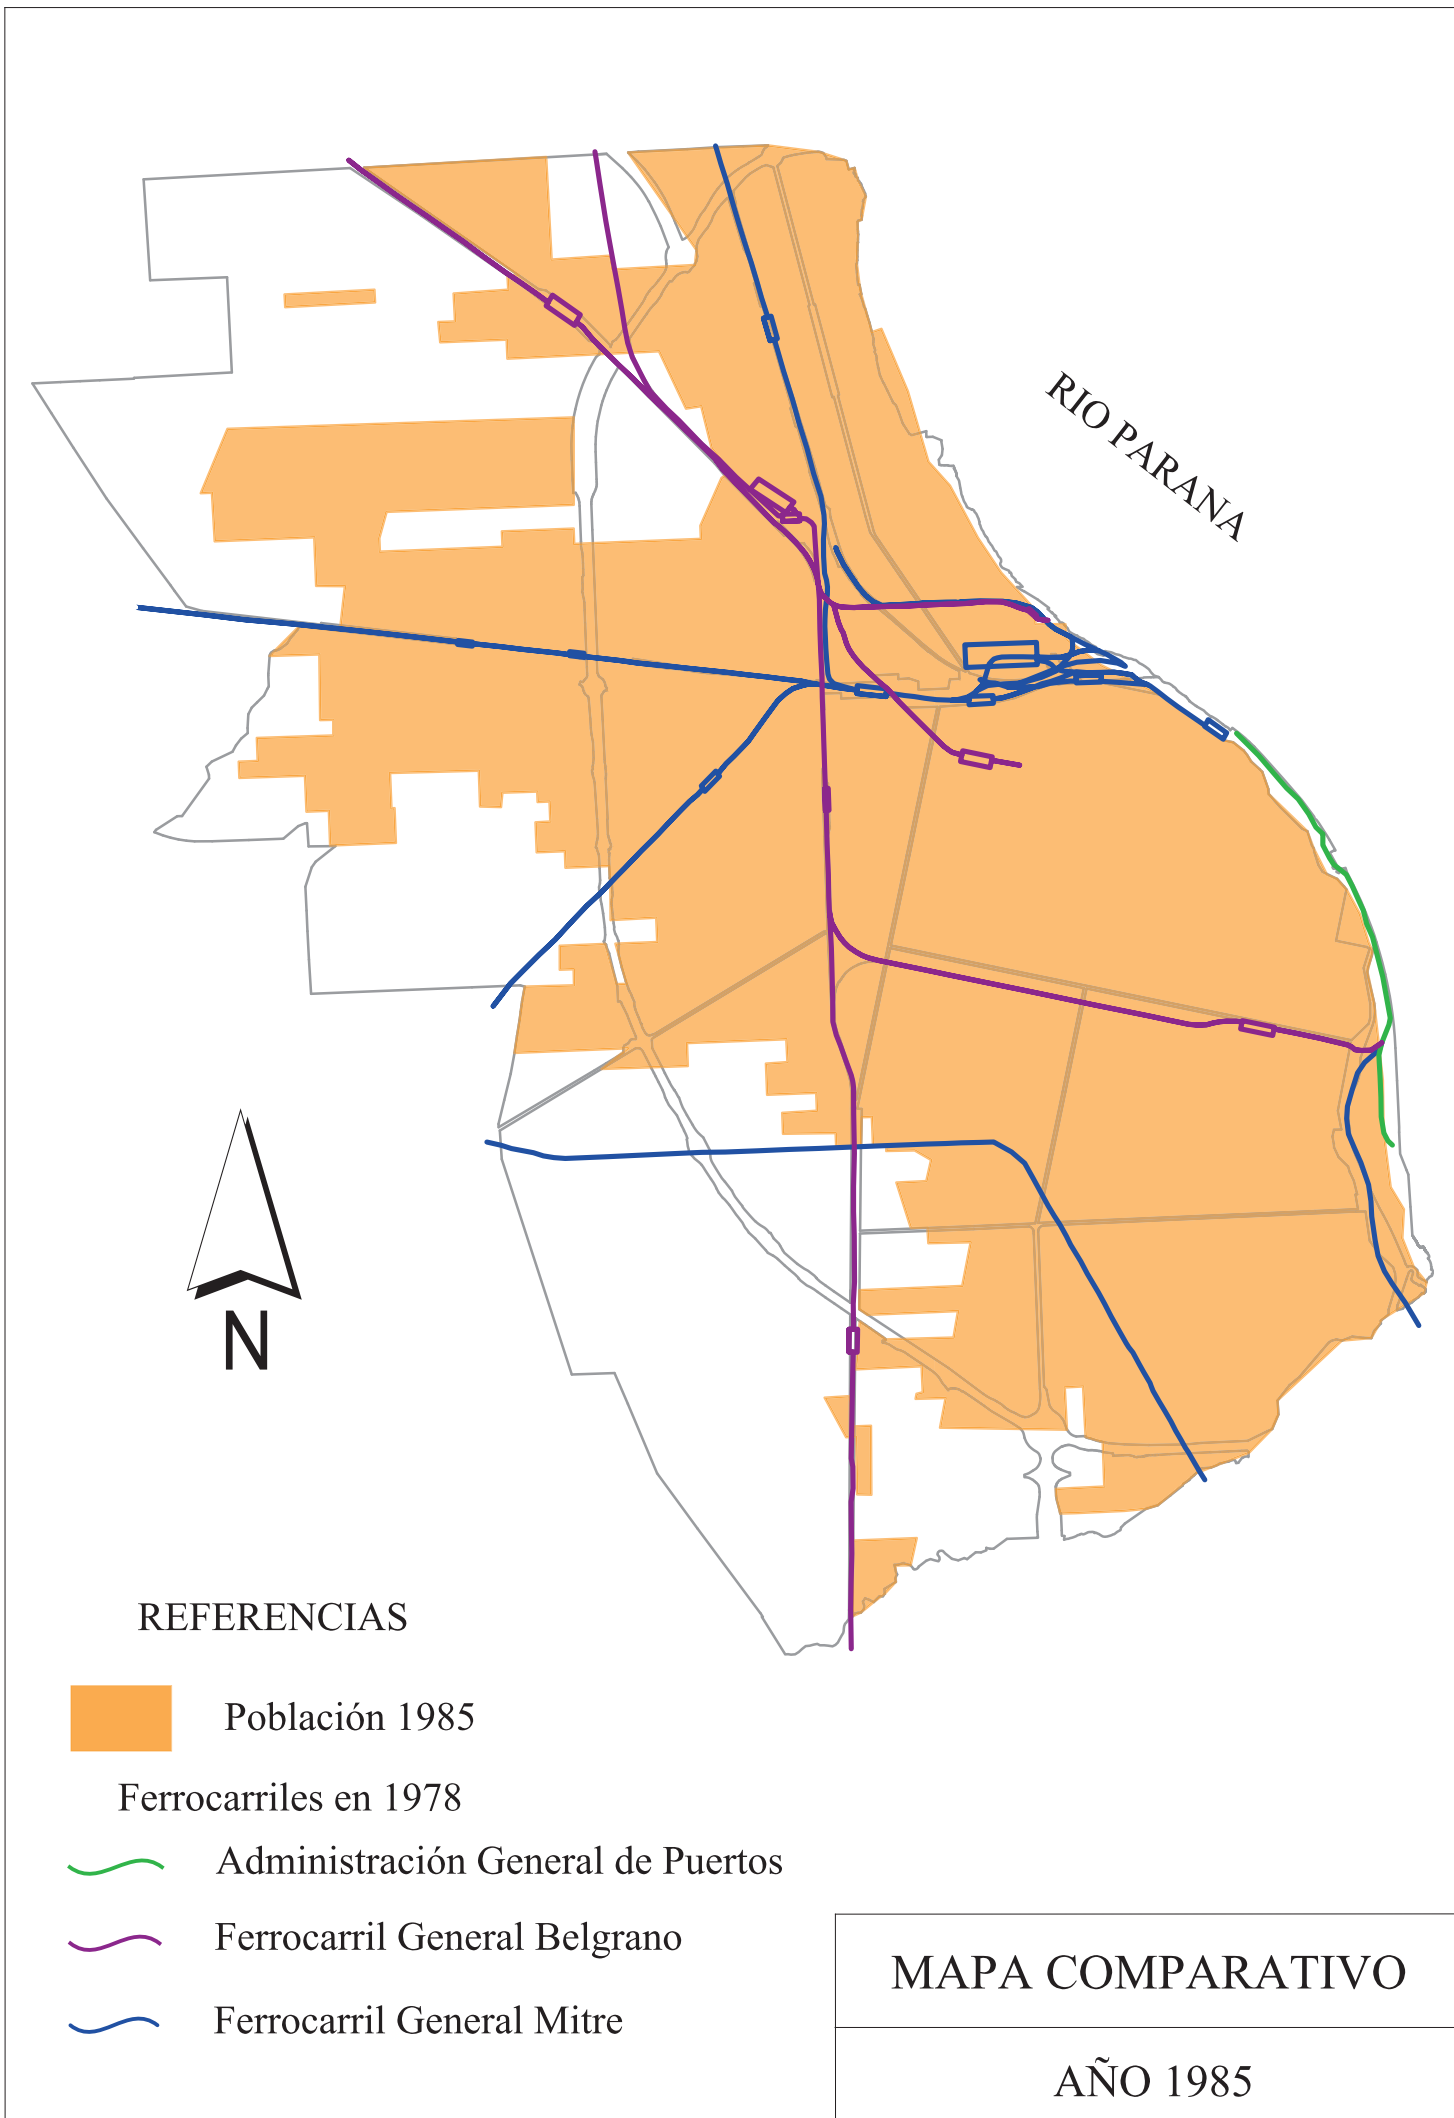 RIO PARANA
N
REFERENCIAS
Población 1985
Ferrocarriles en 1978
Administración General de Puertos
Ferrocarril General Belgrano
Ferrocarril General Mitre
MAPA COMPARATIVO
AÑO 1985